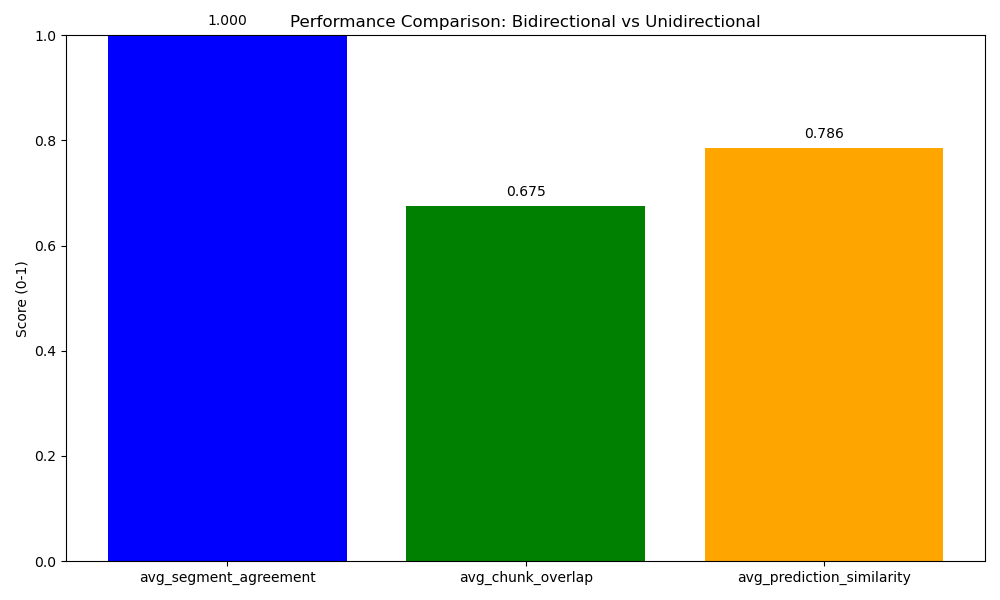 Performance Comparison: Bidirectional vs Unidirectional
1.000
0.675
0.786
Score (0-1)
1.0
0.8
0.6
0.4
0.2
0.0
avg_segment_agreement
avg_chunk_overlap
avg_prediction_similarity